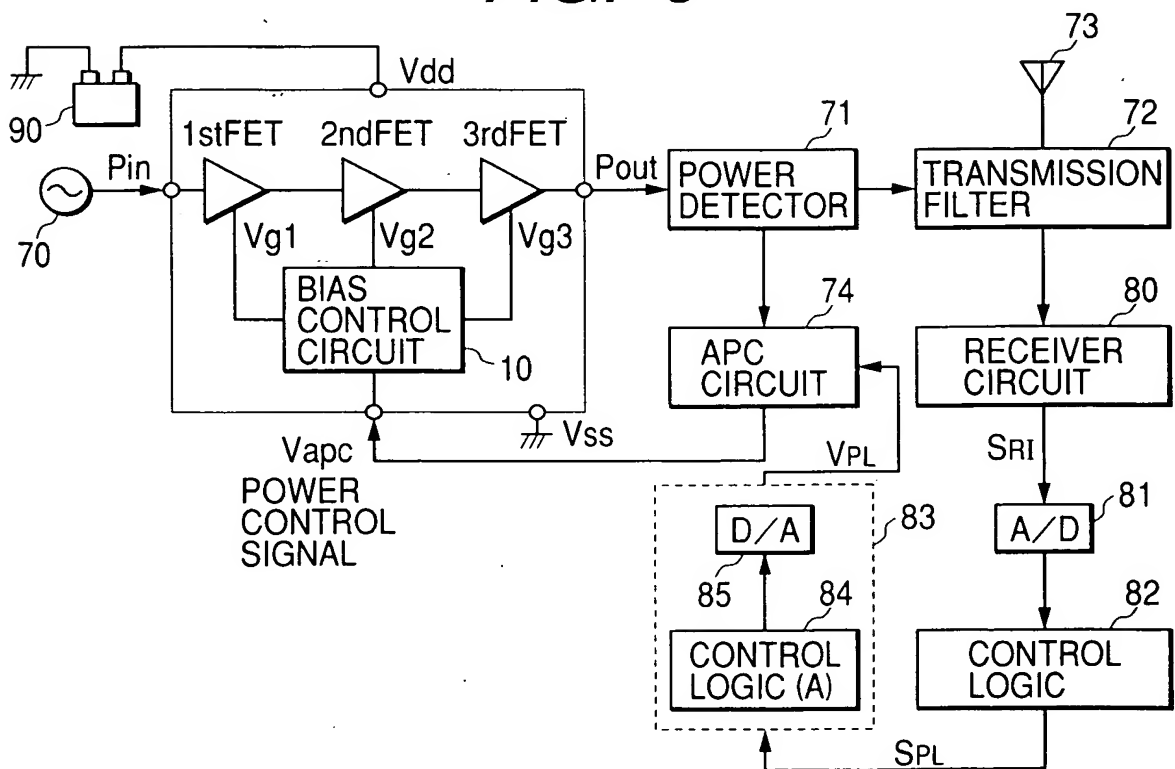 73
Vdd
90
1stFET
2ndFET
3rdFET
71
72
Pin
Pout
POWER
DETECTOR
TRANSMISSION
FILTER
70
Vg1
Vg2
Vg3
BIAS
CONTROL
CIRCUIT
10
74
80
APC
CIRCUIT
RECEIVER
CIRCUIT
Vss
Vapc
POWER
CONTROL
SIGNAL
VPL
SRI
83
81
D/A
A/D
85
84
82
CONTROL
LOGIC (A)
CONTROL
LOGIC
SPL